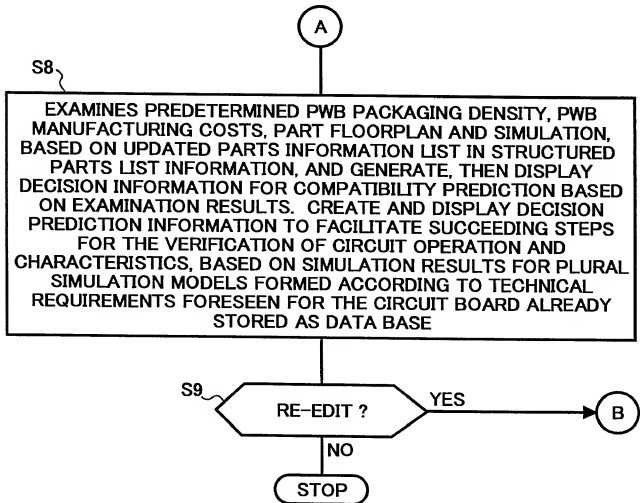 A
S8
EXAMINES PREDETERMINED PWB PACKAGING DENSITY, PWB
MANUFACTURING COSTS, PART FLOORPLAN AND SIMULATION,
BASED ON UPDATED PARTS INFORMATION LIST IN STRUCTURED
PARTS LIST INFORMATION, AND GENERATE, THEN DISPLAY
DECISION INFORMATION FOR COMPATIBILITY PREDICTION BASED
ON EXAMINATION RESULTS. CREATE AND DISPLAY DECISION
PREDICTION INFORMATION TO FACILITATE SUCCEEDING STEPS
FOR THE VERIFICATION OF CIRCUIT OPERATION AND
CHARACTERISTICS, BASED ON SIMULATION RESULTS FOR PLURAL
SIMULATION MODELS FORMED ACCORDING TO TECHNICAL
REQUIREMENTS FORESEEN FOR THE CIRCUIT BOARD ALREADY
STORED AS DATA BASE
S9
RE-EDIT ?
YES
B
NO
STOP